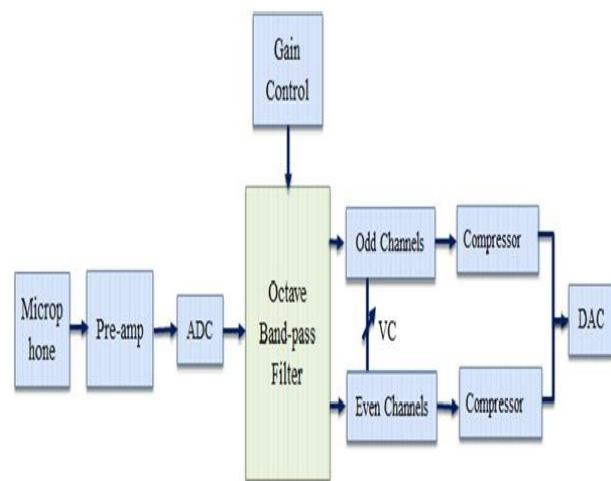 Gain
Control
Microp
hone
Pre-amp
ADC
Octave
Band-pass
Filter
Odd Channels
Compressor
VC
Even Channels
Compressor
DAC